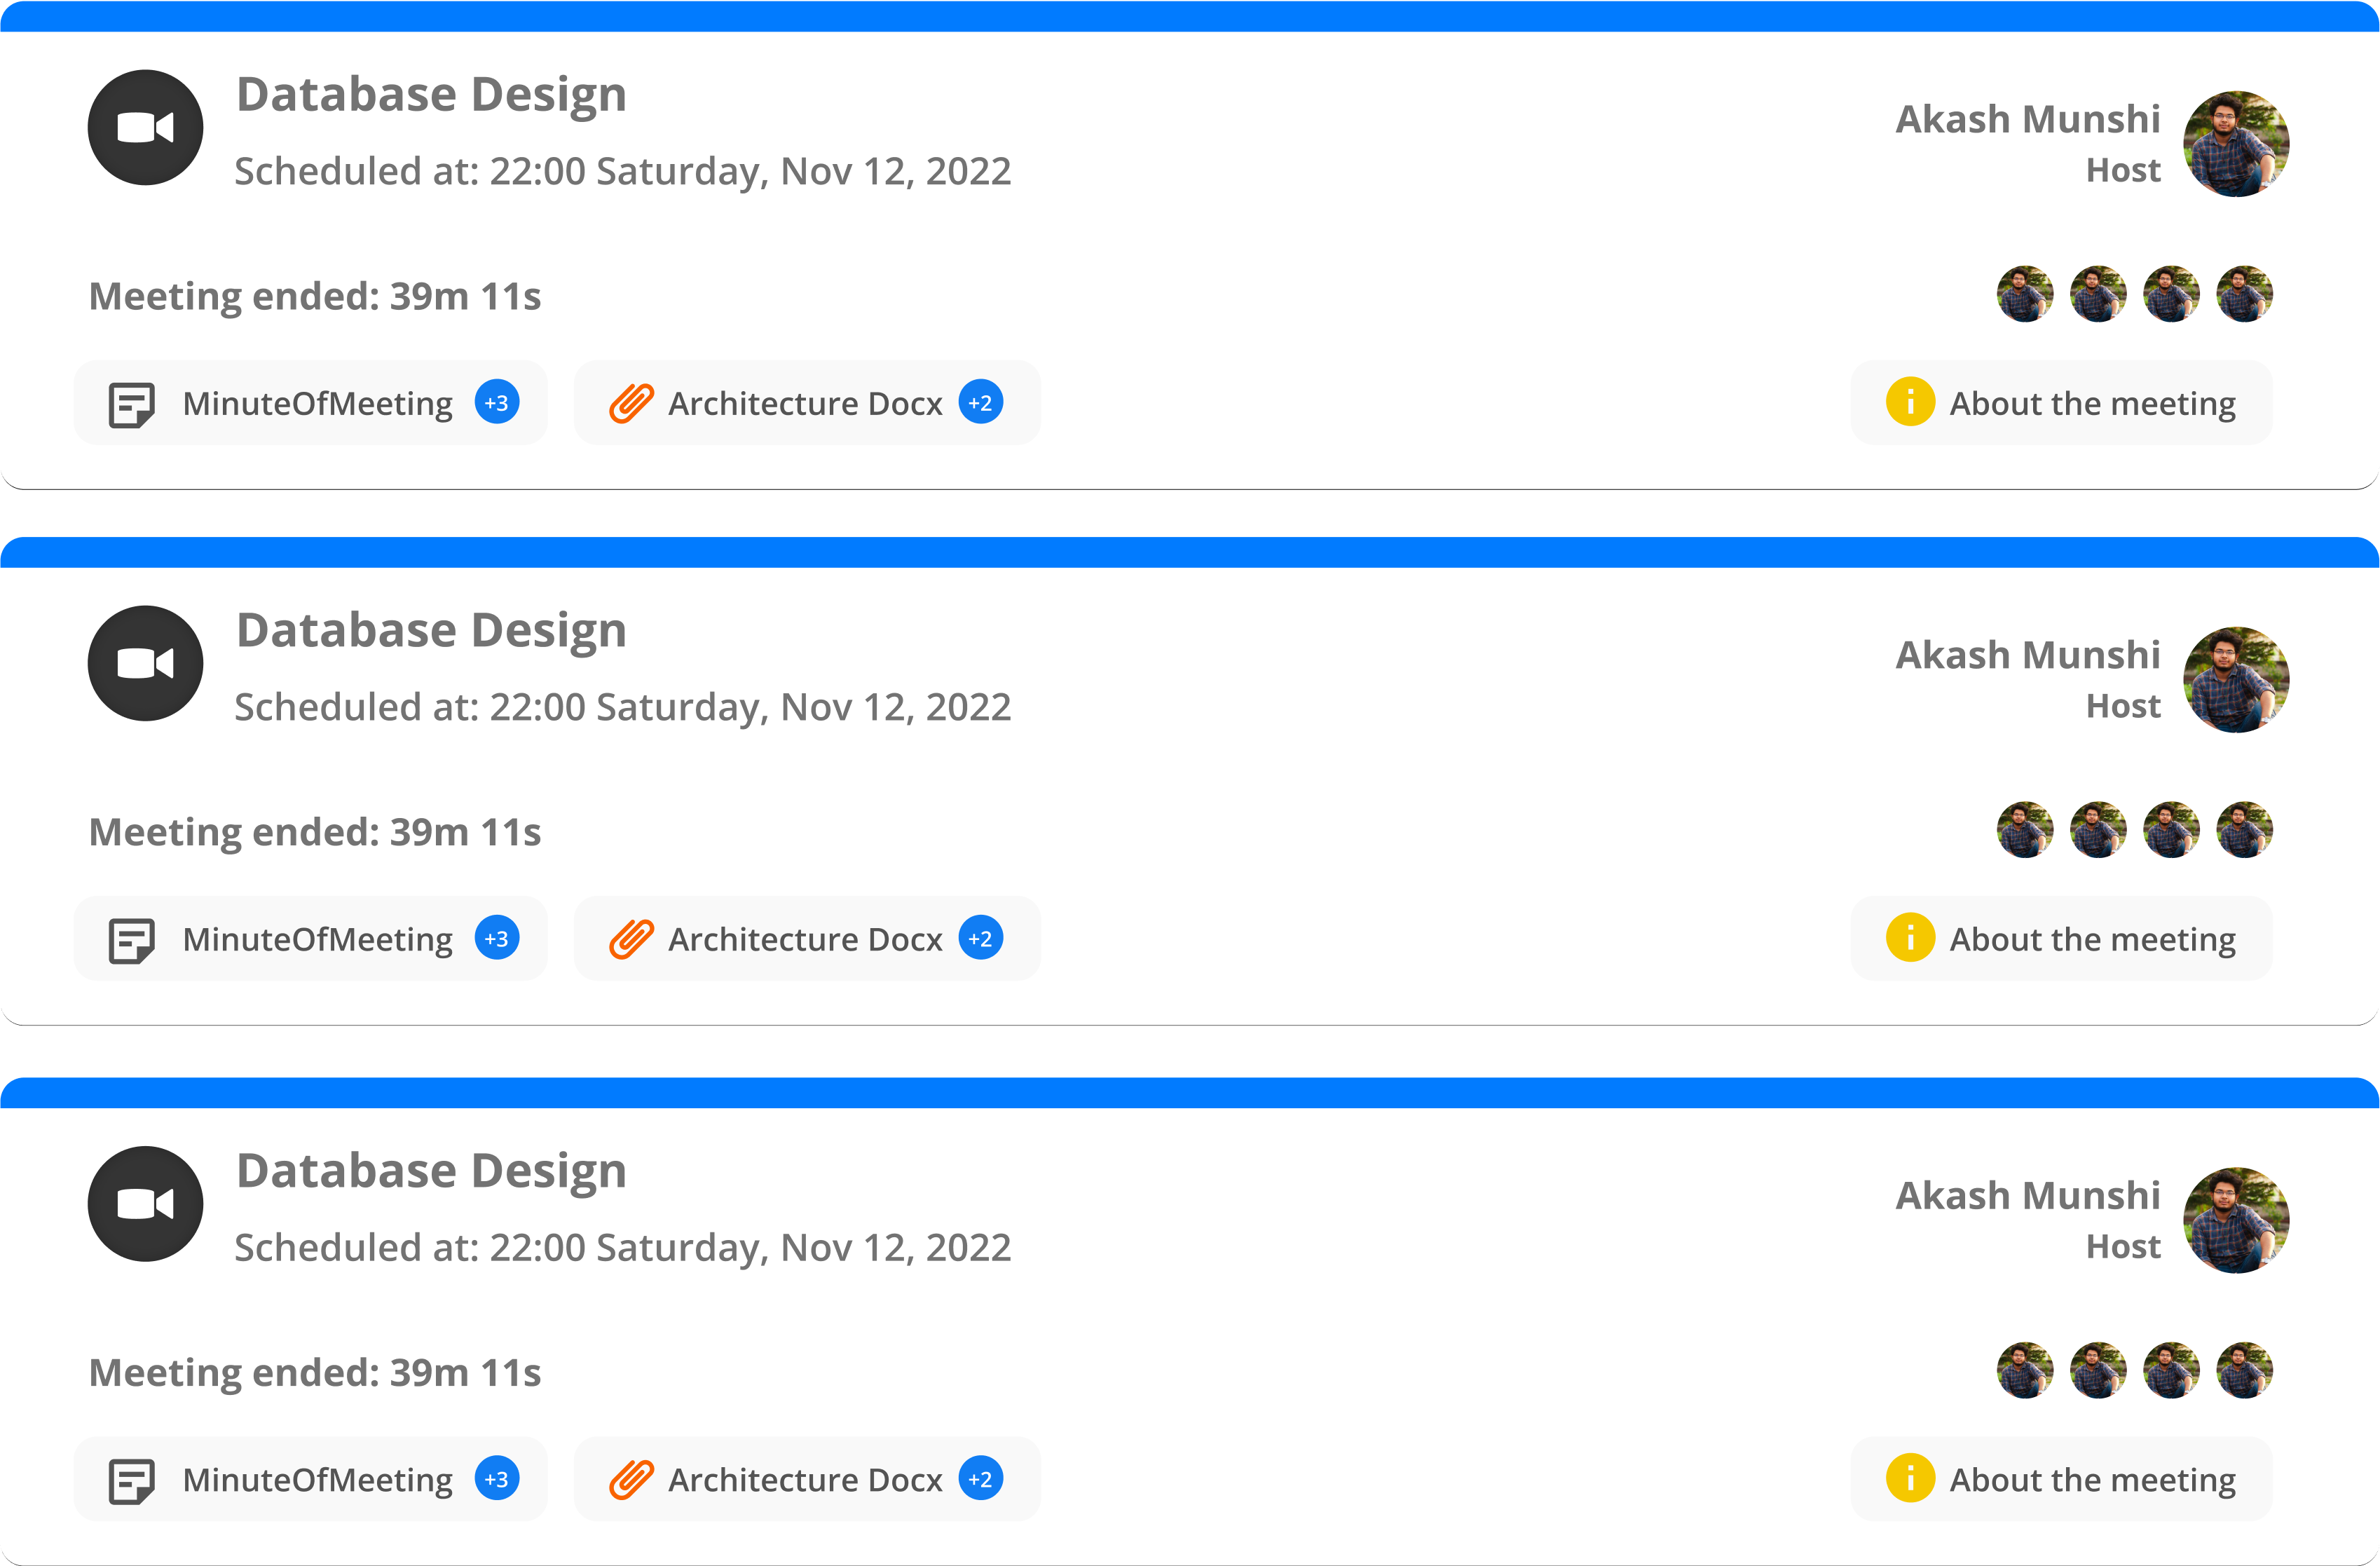 Database Design
Scheduled at: 22:00 Saturday, Nov 12, 2022
Akash Munshi
Host
Meeting ended: 39m 11s
MinuteOfMeeting +3
Architecture Docx +2
About the meeting
Database Design
Scheduled at: 22:00 Saturday, Nov 12, 2022
Akash Munshi
Host
Meeting ended: 39m 11s
MinuteOfMeeting +3
Architecture Docx +2
About the meeting
Database Design
Scheduled at: 22:00 Saturday, Nov 12, 2022
Akash Munshi
Host
Meeting ended: 39m 11s
MinuteOfMeeting +3
Architecture Docx +2
About the meeting